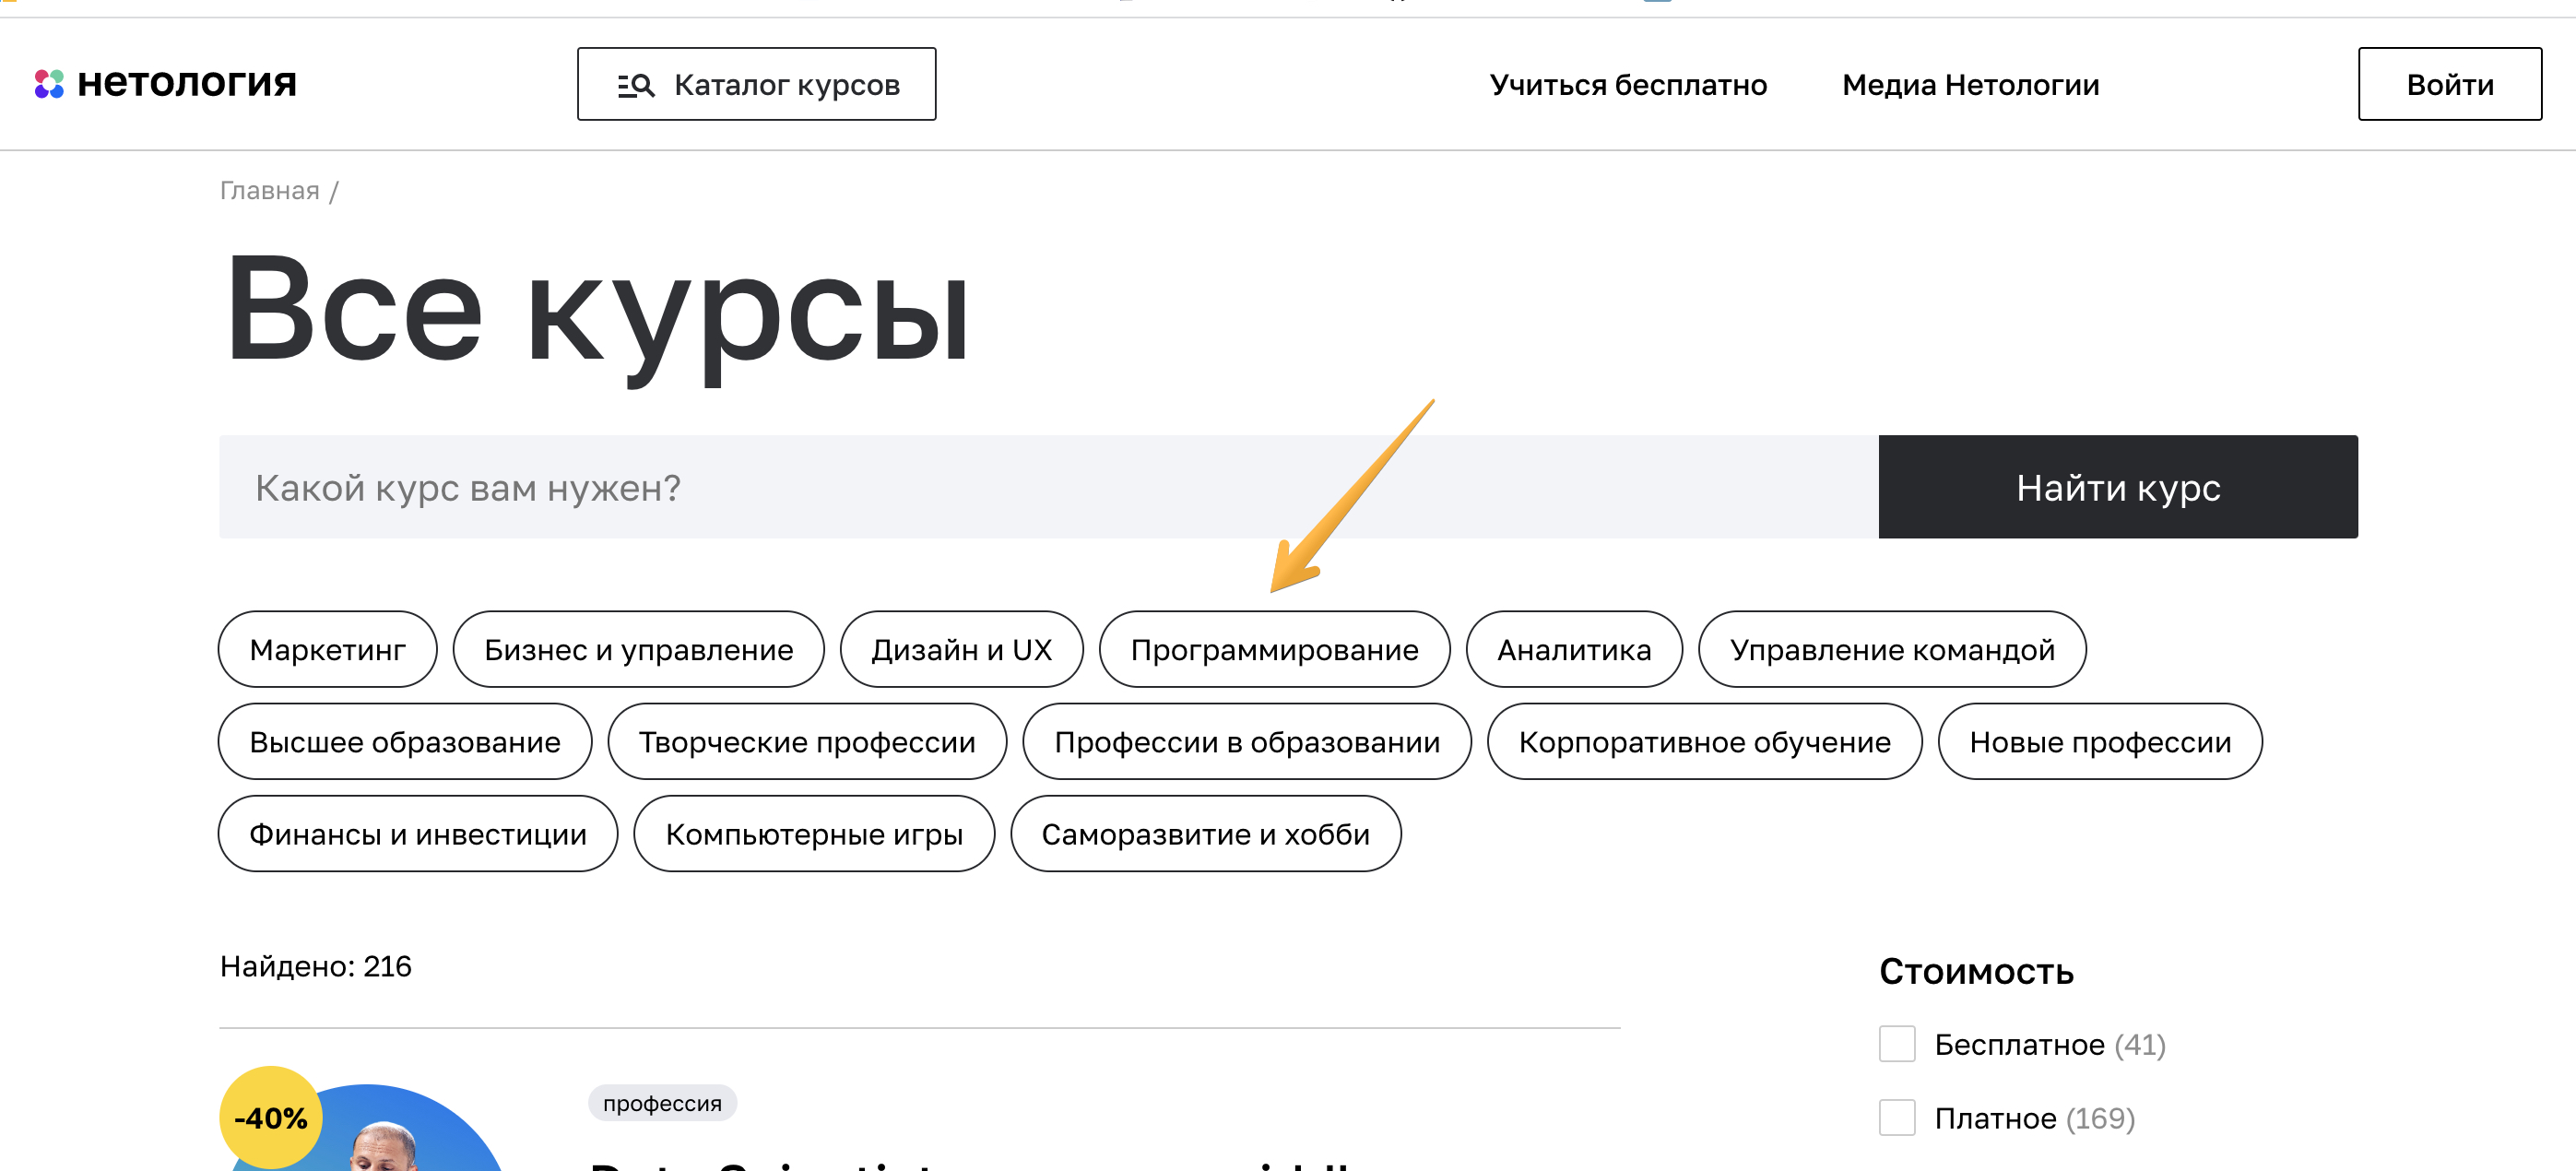 нетология
Каталог курсов
Учиться бесплатно
Медиа Нетологии
Войти
Главная /
Все курсы
Какой курс вам нужен?
Найти курс
Маркетинг
Бизнес и управление
Дизайн и UX
Программирование
Аналитика
Управление командой
Высшее образование
Творческие профессии
Профессии в образовании
Корпоративное обучение
Новые профессии
Финансы и инвестиции
Компьютерные игры
Саморазвитие и хобби
Найдено: 216
Стоимость
Бесплатное (41)
Платное (169)
-40%
профессия